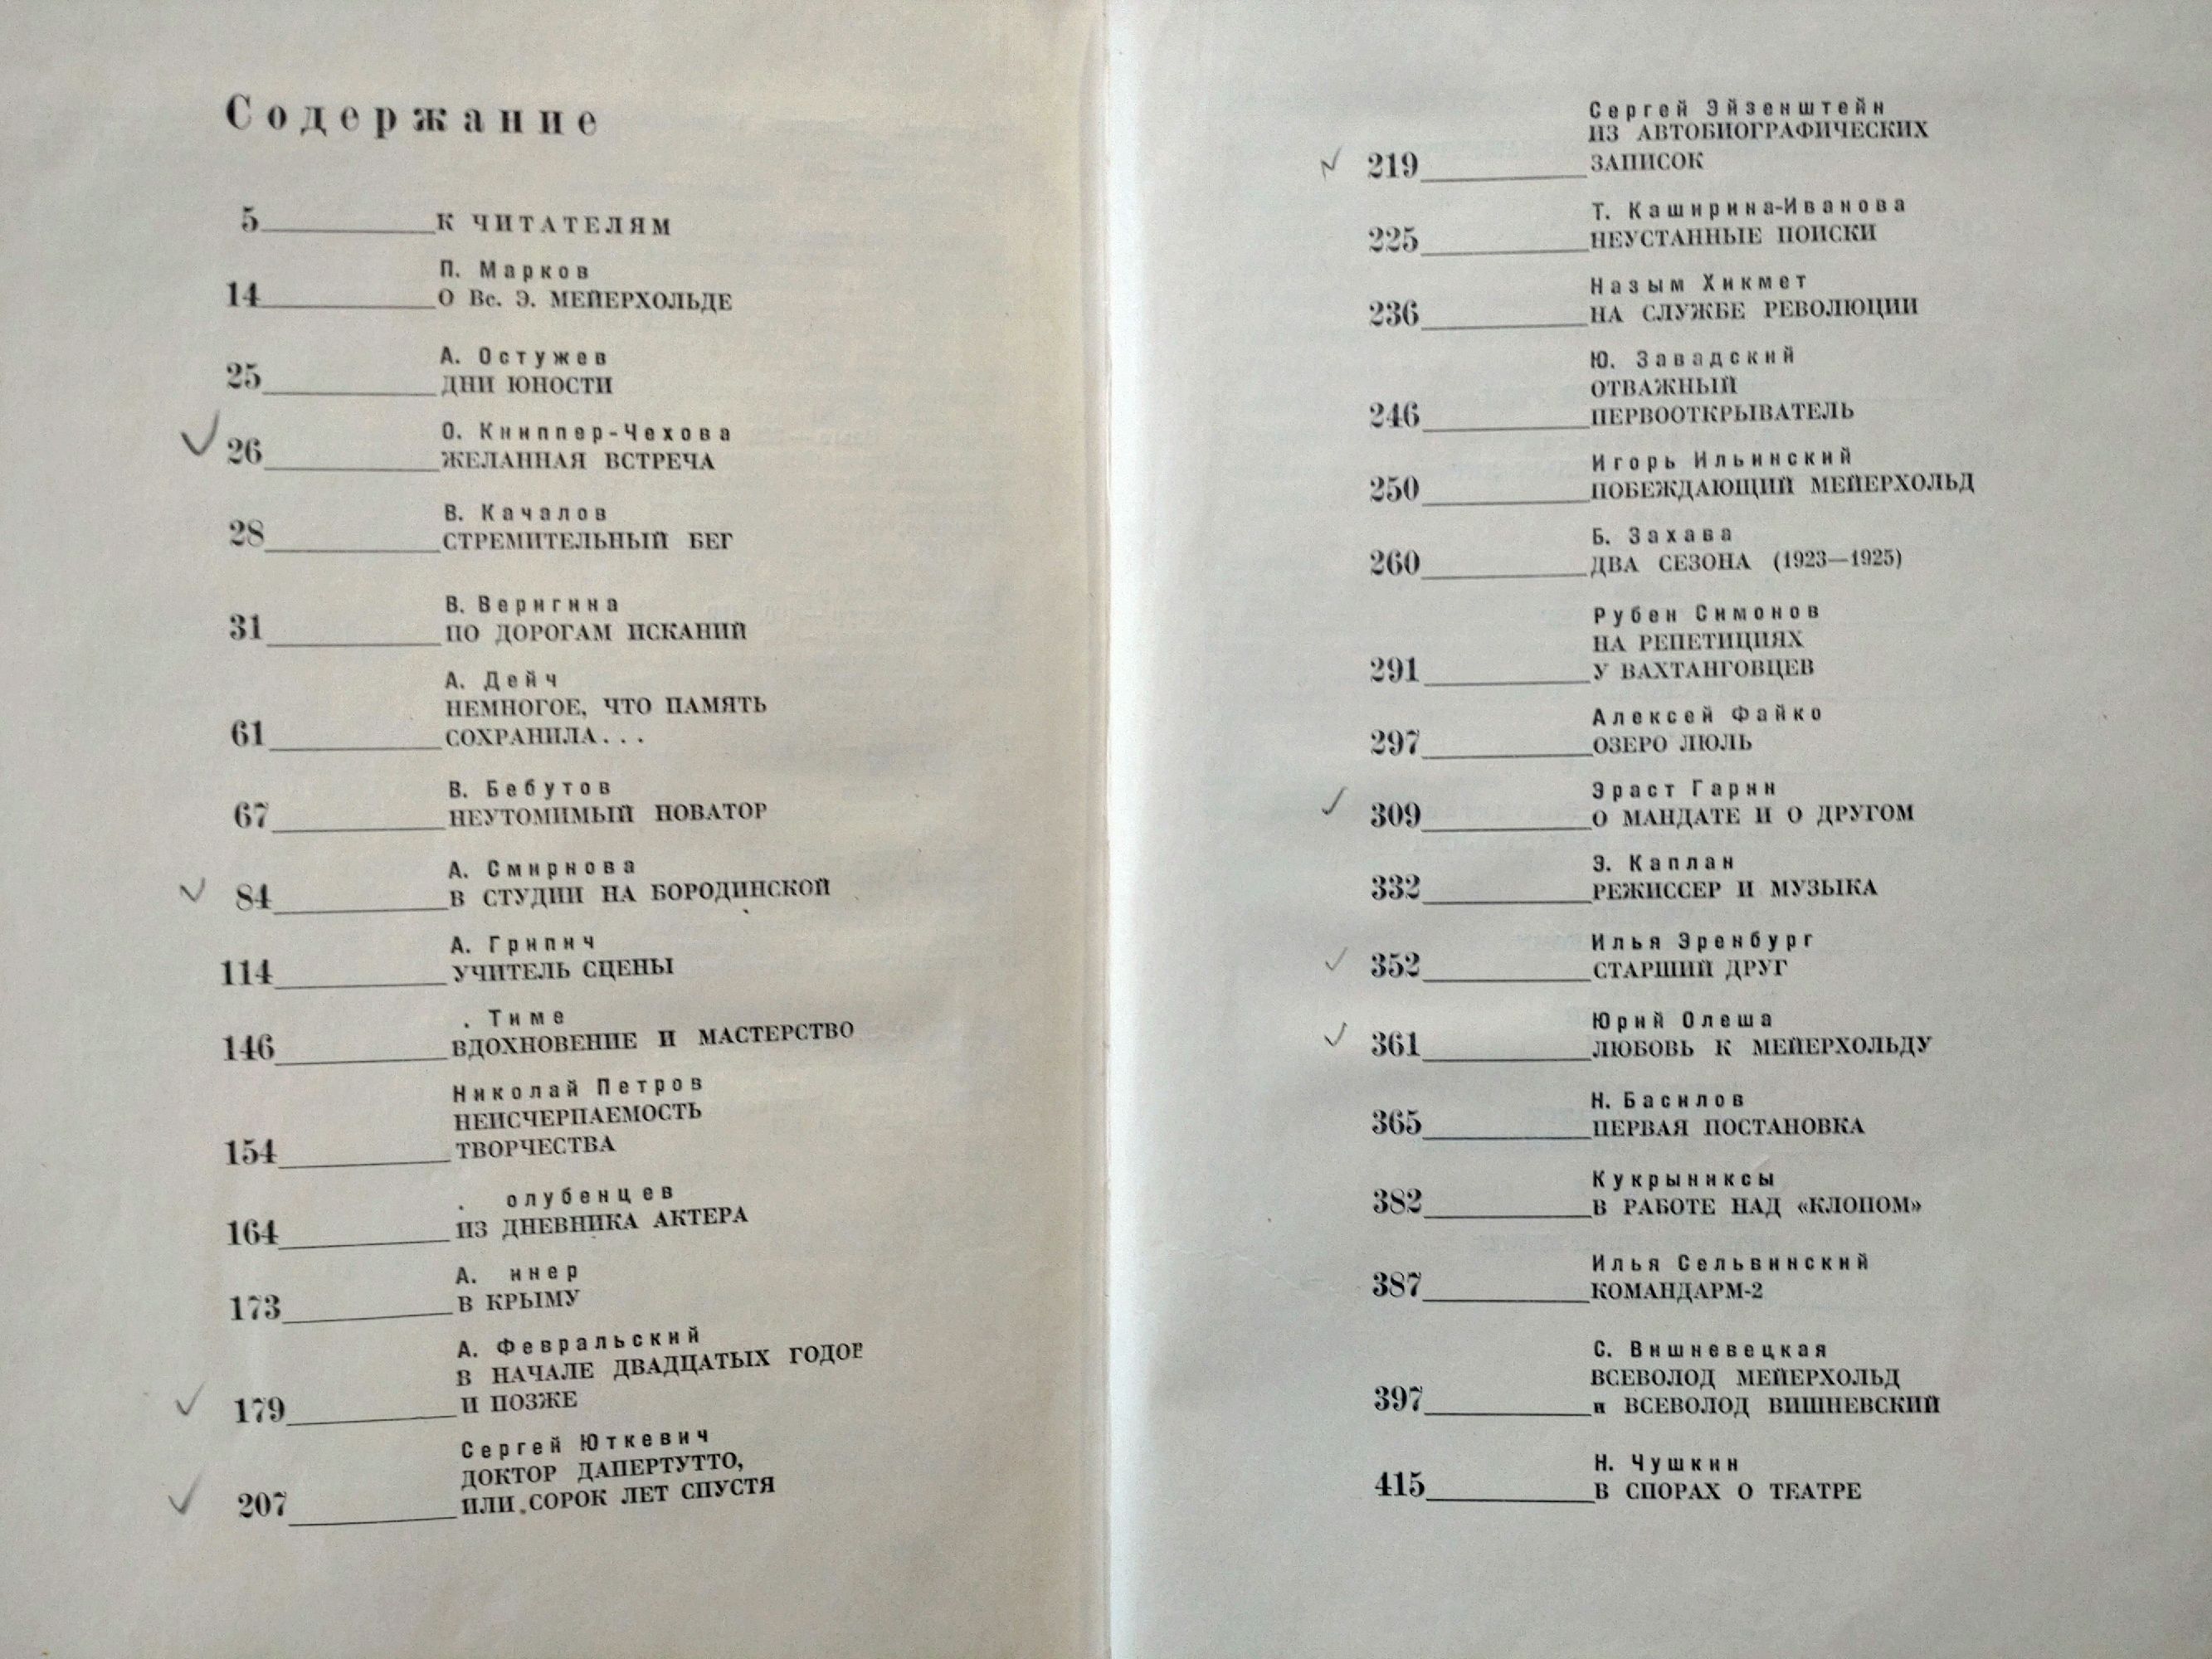 Содержание
5 К ЧИТАТЕЛЯМ
П. Марков
14 О Вс. Э. МЕЙЕРХОЛЬДЕ
А. Остужев
25 ДНИ ЮНОСТИ
О. Книппер-Чехова
26 ЖЕЛАННАЯ ВСТРЕЧА
В. Качалов
28 СТРЕМИТЕЛЬНЫЙ БЕГ
В. Веригина
31 ПО ДОРОГАМ ИСКАНИЙ
А. Дейч
НЕМНОГОЕ, ЧТО ПАМЯТЬ
61 СОХРАНИЛА...
В. Бебутов
67 НЕУТОМИМЫЙ НОВАТОР
А. Смирнова
84 В СТУДИИ НА БОРОДИНСКОЙ
А. Грипич
114 УЧИТЕЛЬ СЦЕНЫ
. Тиме
146 ВДОХНОВЕНИЕ И МАСТЕРСТВО
Николай Петров
НЕИСЧЕРПАЕМОСТЬ
154 ТВОРЧЕСТВА
. олубенцев
164 ИЗ ДНЕВНИКА АКТЕРА
А. ннер
173 В КРЫМУ
А. Февральский
В НАЧАЛЕ ДВАДЦАТЫХ ГОДОВ
179 И ПОЗЖЕ
Сергей Юткевич
ДОКТОР ДАПЕРТУТТО,
207 ИЛИ СОРОК ЛЕТ СПУСТЯ
Сергей Эйзенштейн
ИЗ АВТОБИОГРАФИЧЕСКИХ
219 ЗАПИСОК
Т. Каширина-Иванова
225 НЕУСТАННЫЕ ПОИСКИ
Назым Хикмет
236 НА СЛУЖБЕ РЕВОЛЮЦИИ
Ю. Завадский
ОТВАЖНЫЙ
246 ПЕРВООТКРЫВАТЕЛЬ
Игорь Ильинский
250 ПОБЕЖДАЮЩИЙ МЕЙЕРХОЛЬД
Б. Захава
260 ДВА СЕЗОНА (1923—1925)
Рубен Симонов
НА РЕПЕТИЦИЯХ
291 У ВАХТАНГОВЦЕВ
Алексей Файко
297 ОЗЕРО ЛЮЛЬ
Эраст Гарин
309 О МАНДАТЕ И О ДРУГОМ
Э. Каплан
332 РЕЖИССЕР И МУЗЫКА
Илья Эренбург
352 СТАРШИЙ ДРУГ
Юрий Олеша
361 ЛЮБОВЬ К МЕЙЕРХОЛЬДУ
Н. Басилов
365 ПЕРВАЯ ПОСТАНОВКА
Кукрыниксы
382 В РАБОТЕ НАД «КЛОПОМ»
Илья Сельвинский
387 КОМАНДАРМ-2
С. Вишневецкая
ВСЕВОЛОД МЕЙЕРХОЛЬД
397 и ВСЕВОЛОД ВИШНЕВСКИЙ
Н. Чушкин
415 В СПОРАХ О ТЕАТРЕ